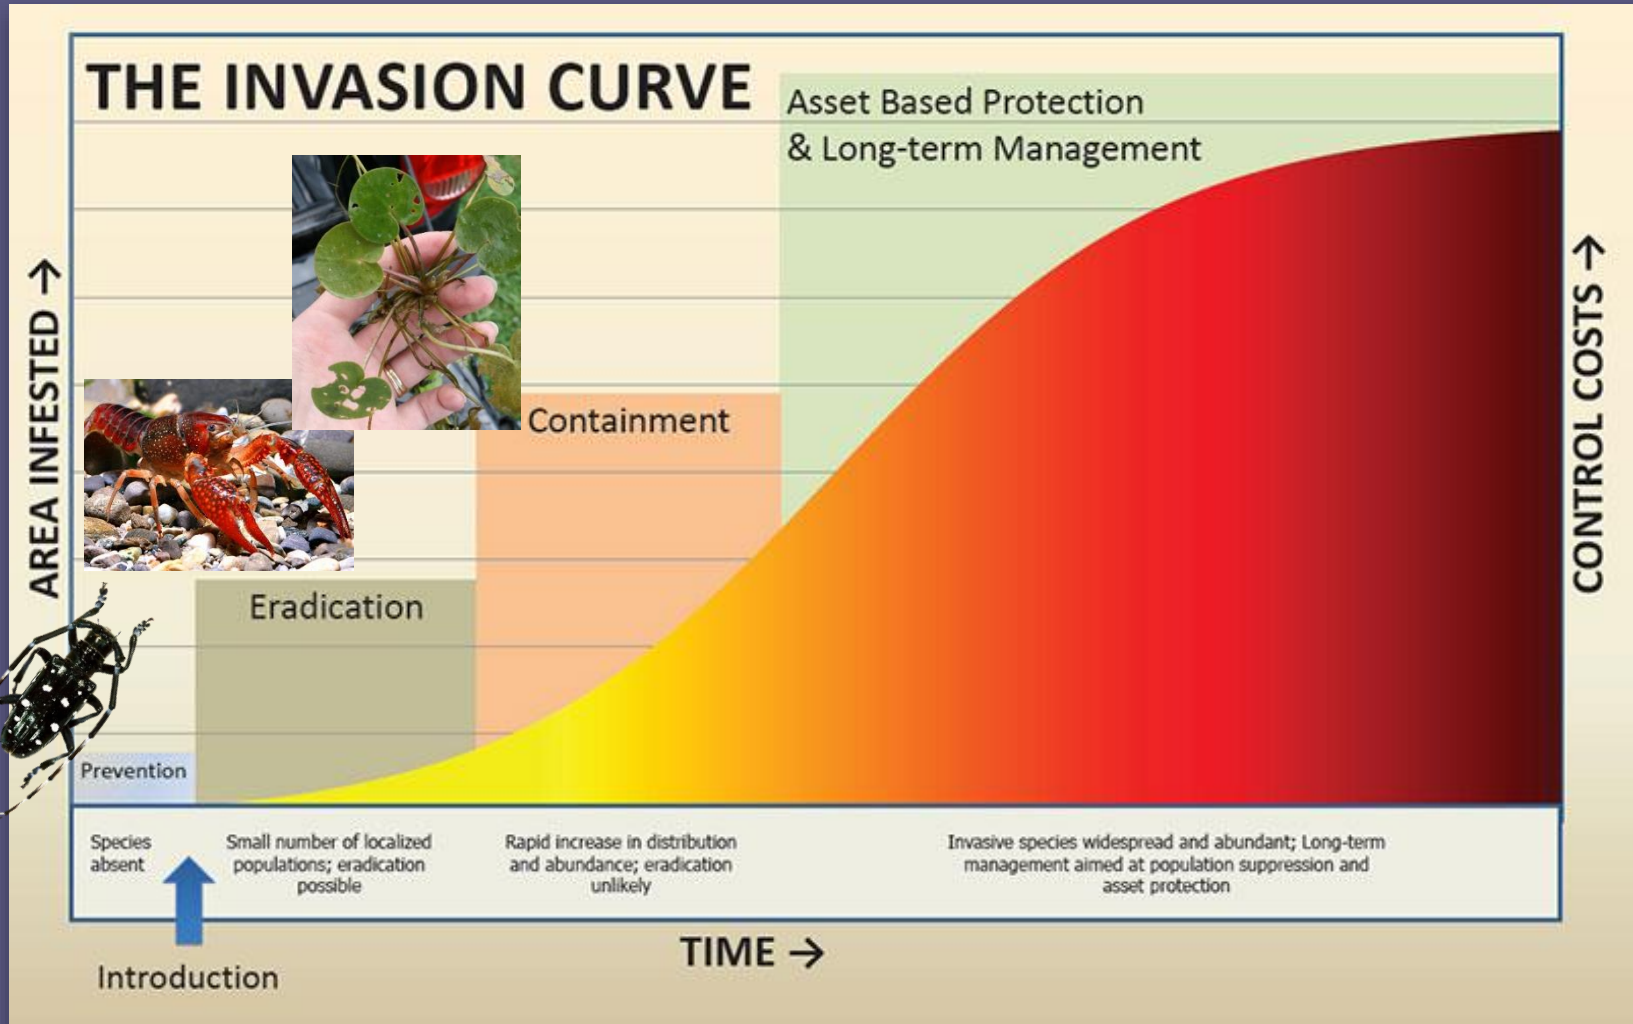 THE INVASION CURVE
Asset Based Protection
& Long-term Management
Containment
Eradication
Prevention
AREA INFESTED →
CONTROL COSTS →
Species
absent
Small number of localized
populations; eradication
possible
Rapid increase in distribution
and abundance; eradication
unlikely
Invasive species widespread and abundant; Long-term
management aimed at population suppression and
asset protection
TIME →
Introduction